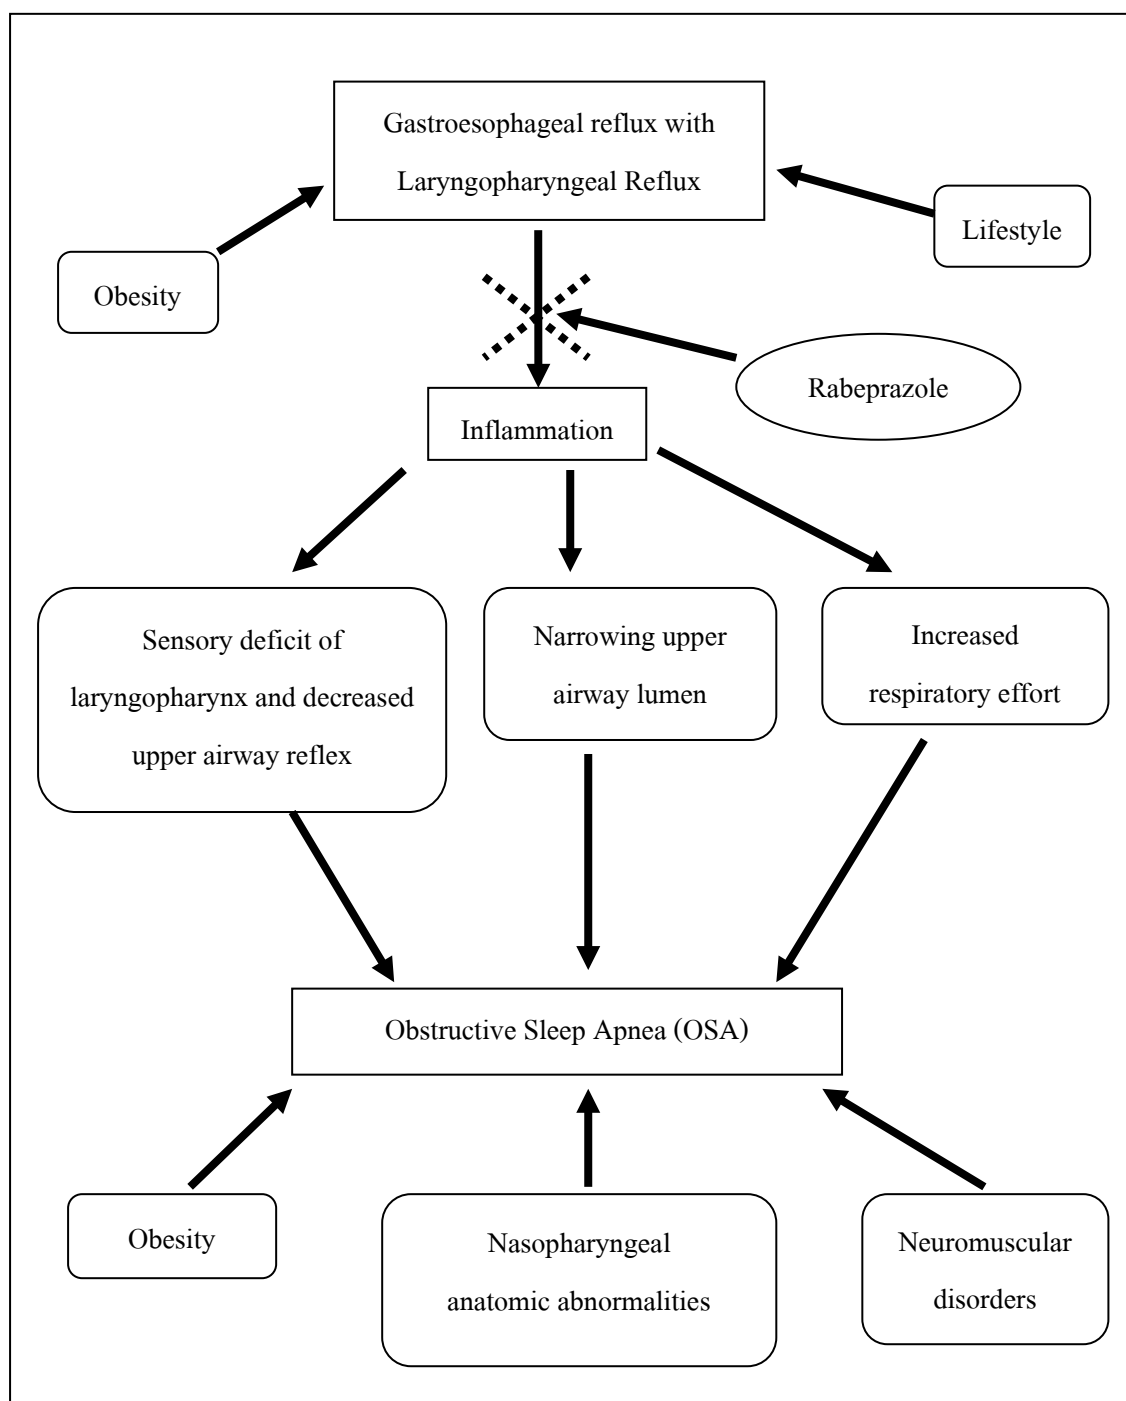 Gastroesophageal reflux with
Laryngopharyngeal Reflux
Lifestyle
Obesity
Rabeprazole
Inflammation
Sensory deficit of
laryngopharynx and decreased
upper airway reflex
Narrowing upper
airway lumen
Increased
respiratory effort
Obstructive Sleep Apnea (OSA)
Obesity
Nasopharyngeal
anatomic abnormalities
Neuromuscular
disorders